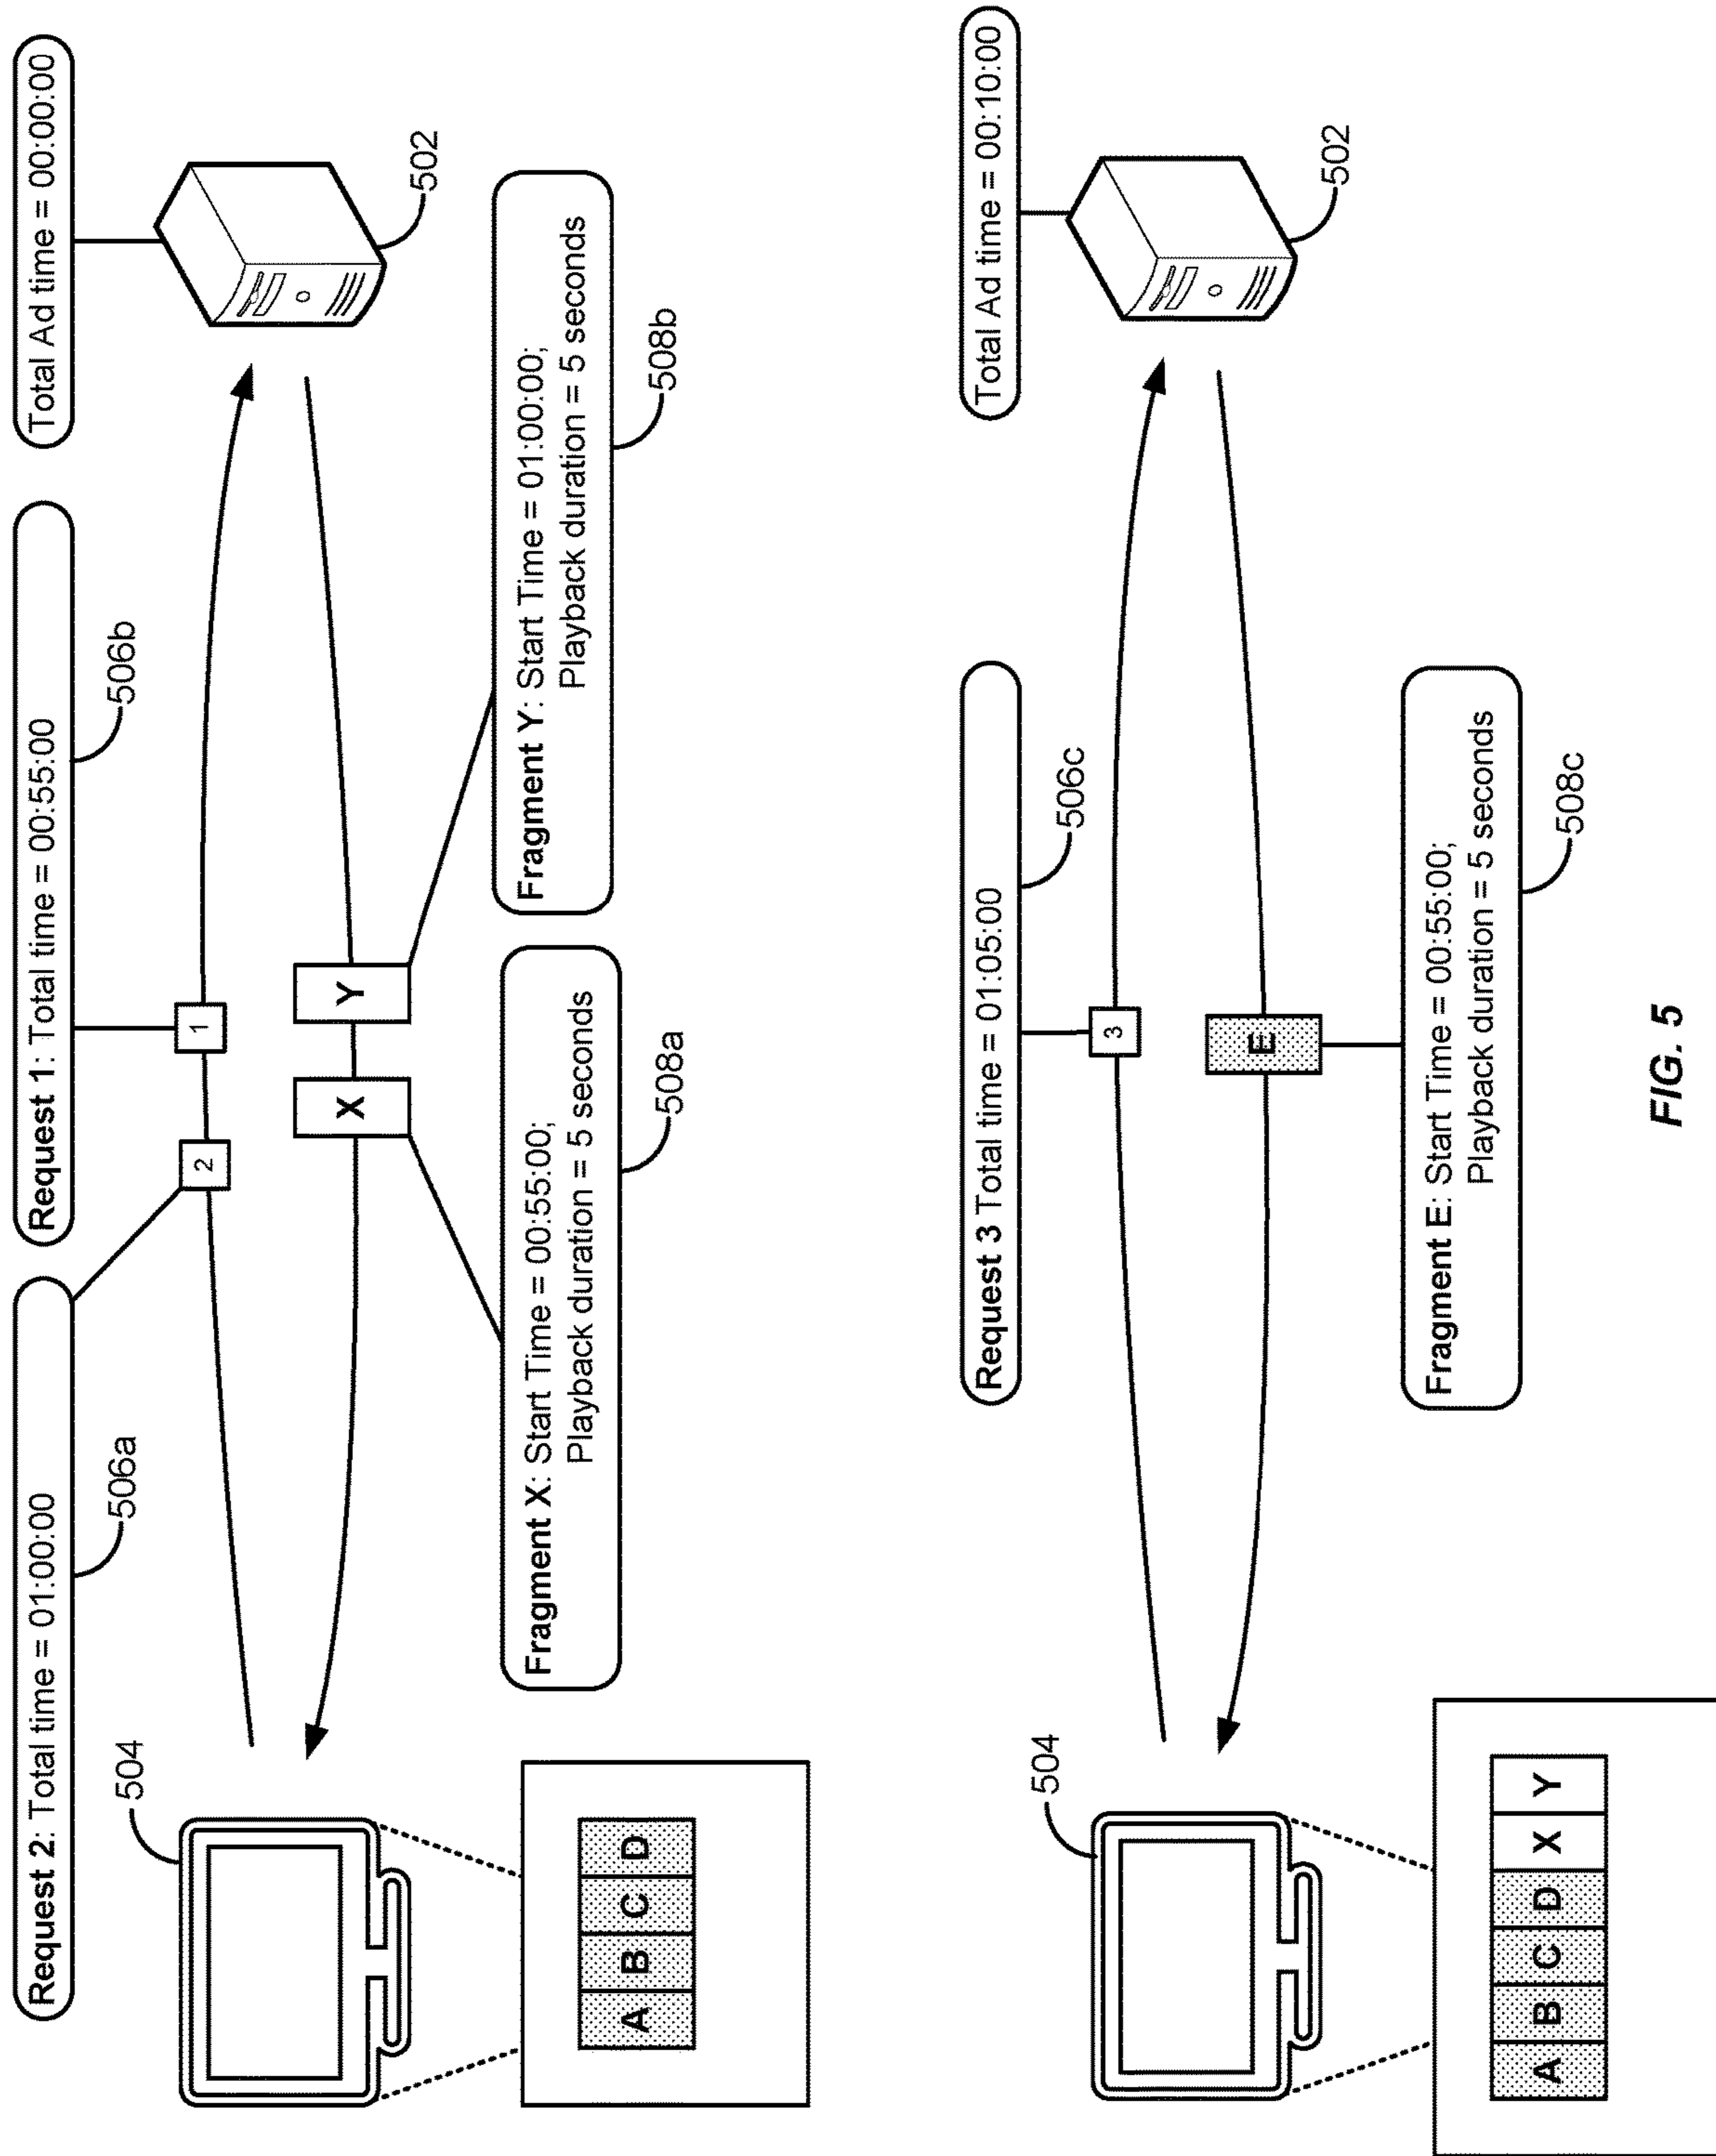 Request 2: Total time = 01:00:00
Request 1: Total time = 00:55:00
Total Ad time = 00:00:00
506a
506b
504
2
1
502
X
Y
Fragment X: Start Time = 00:55:00;
Playback duration = 5 seconds
508a
Fragment Y: Start Time = 01:00:00;
Playback duration = 5 seconds
508b
A B C D
Request 3 Total time = 01:05:00
Total Ad time = 00:10:00
506c
504
3
502
E
Fragment E: Start Time = 00:55:00;
Playback duration = 5 seconds
508c
A B C D X Y
FIG. 5